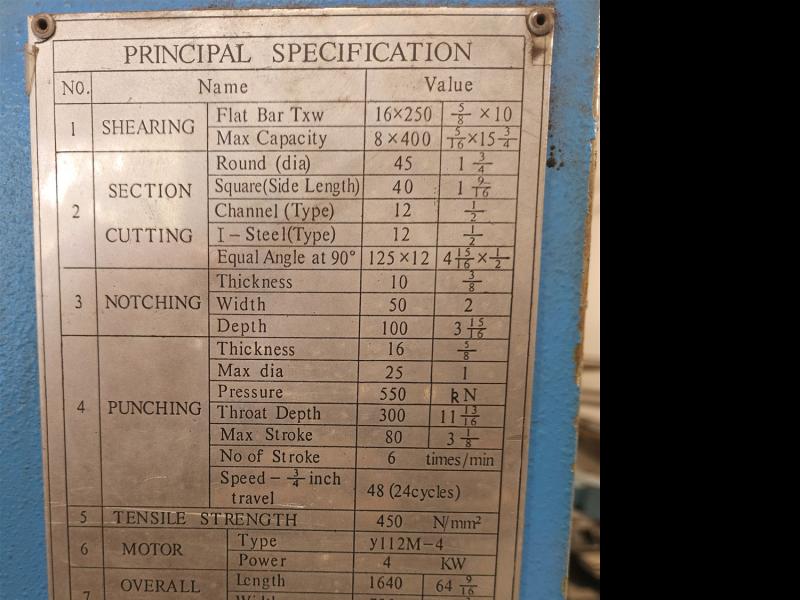 PRINCIPAL SPECIFICATION
NO. Name Value
1 SHEARING Flat Bar Txw 16×250 5/8 ×10
Max Capacity 8×400 5/16×15 3/4
2 SECTION CUTTING Round (dia) 45 1 3/4
Square(Side Length) 40 1 9/16
Channel (Type) 12 1/2
I-Steel(Type) 12 1/2
Equal Angle at 90° 125×12 4 15/16×1/2
3 NOTCHING Thickness 10 3/8
Width 50 2
Depth 100 3 15/16
4 PUNCHING Thickness 16 5/8
Max dia 25 1
Pressure 550 kN
Throat Depth 300 11 13/16
Max Stroke 80 3 1/8
No of Stroke 6 times/min
Speed - 3/4 inch
travel 48 (24cycles)
5 TENSILE STRENGTH 450 N/mm²
6 MOTOR Type y112M-4
Power 4 KW
7 OVERALL Length 1640 64 9/16